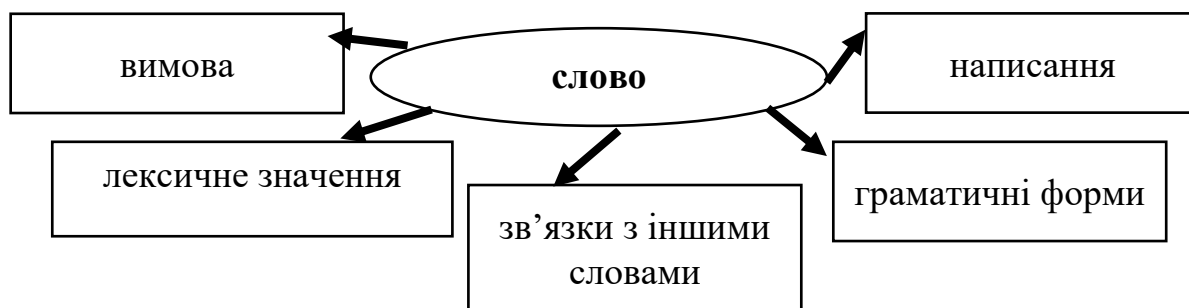 вимова
слово
написання
лексичне значення
зв’язки з іншими
словами
граматичні форми